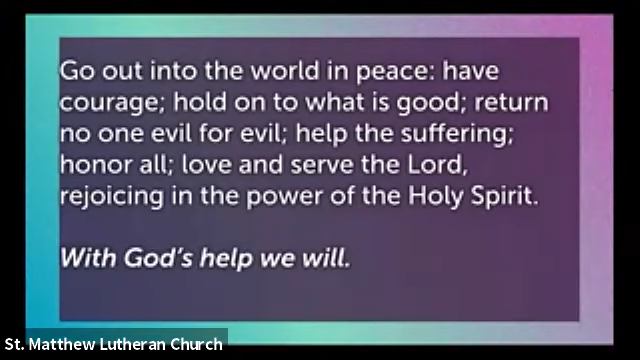 Go out into the world in peace: have
courage; hold on to what is good; return
no one evil for evil; help the suffering;
honor all; love and serve the Lord,
rejoicing in the power of the Holy Spirit.
With God's help we will.
St. Matthew Lutheran Church